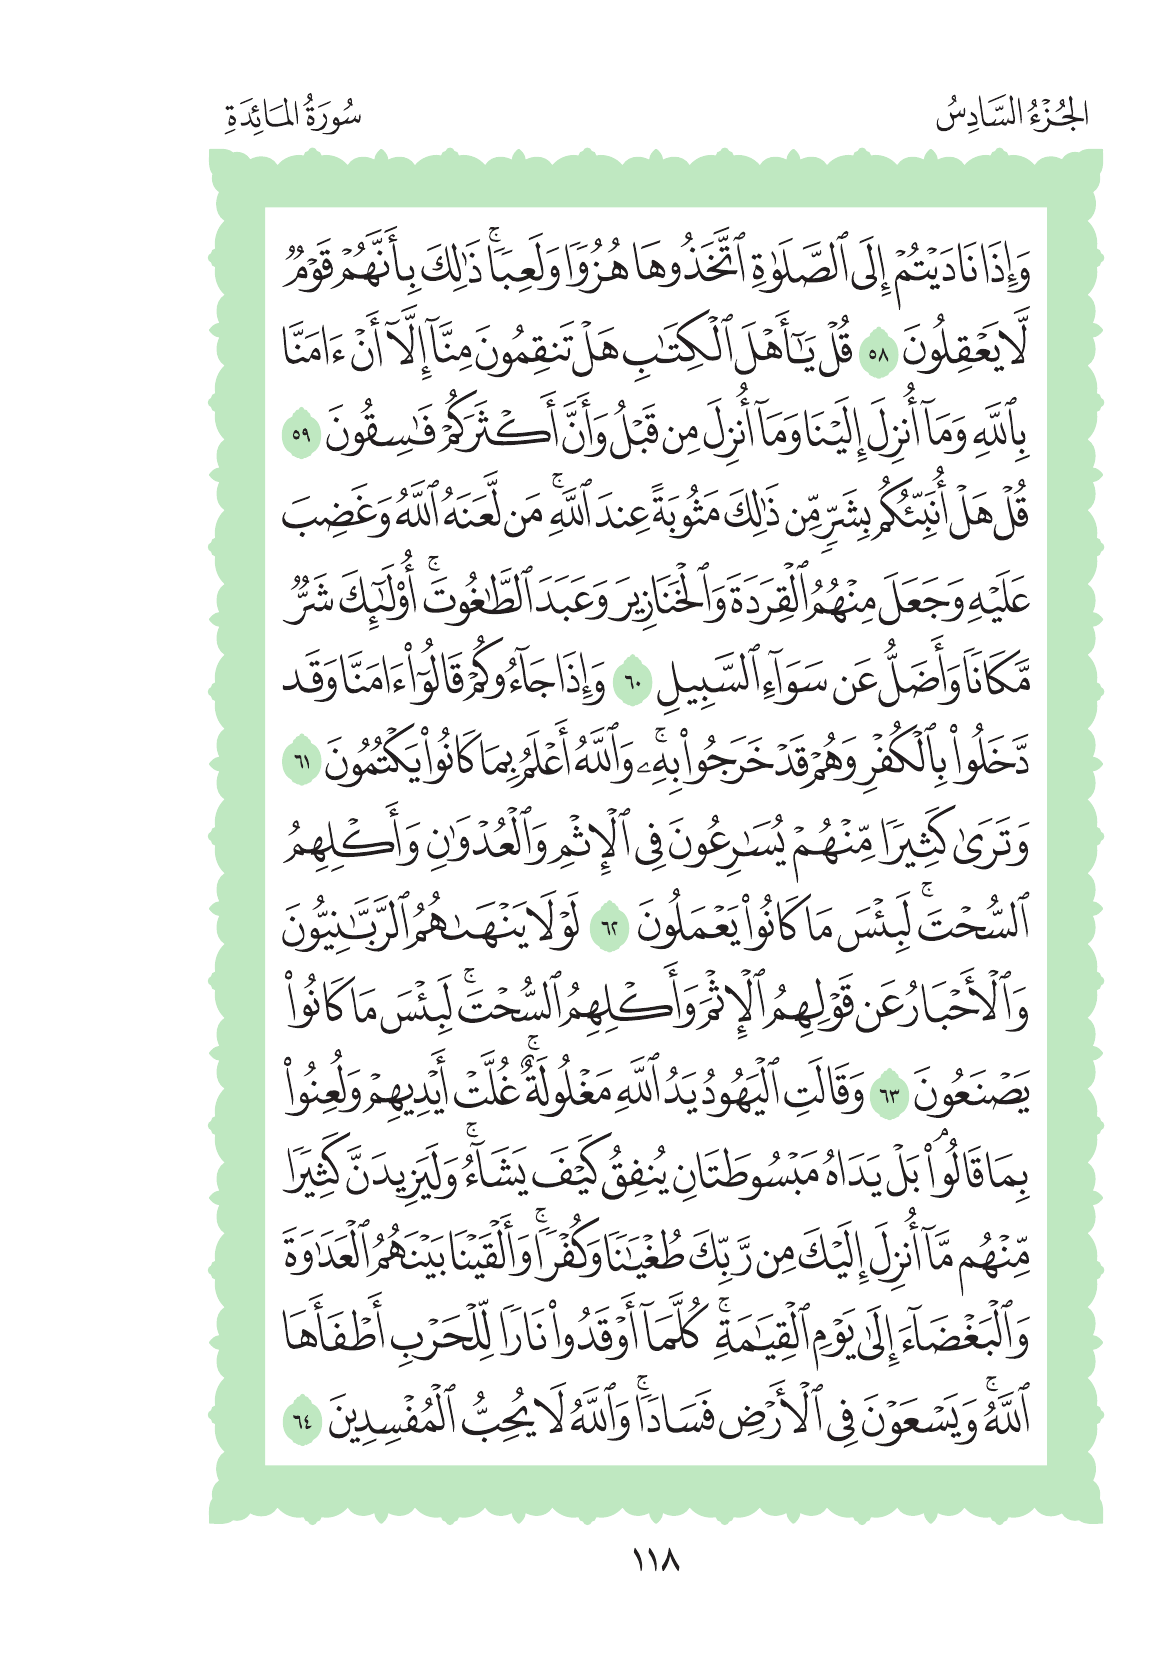 الجُزْءُ السَّادِسُ
سُورَةُ المَائِدَةِ
وَإِذَا نَادَيْتُمْ إِلَى ٱلصَّلَوٰةِ ٱتَّخَذُوهَا هُزُوًا وَلَعِبًا ۚ ذَٰلِكَ بِأَنَّهُمْ قَوْمٌ
لَّا يَعْقِلُونَ ٥٨ قُلْ يَـٰٓأَهْلَ ٱلْكِتَـٰبِ هَلْ تَنقِمُونَ مِنَّآ إِلَّآ أَنْ ءَامَنَّا
بِٱللَّهِ وَمَآ أُنزِلَ إِلَيْنَا وَمَآ أُنزِلَ مِن قَبْلُ وَأَنَّ أَكْثَرَكُمْ فَـٰسِقُونَ ٥٩
قُلْ هَلْ أُنَبِّئُكُم بِشَرٍّ مِّن ذَٰلِكَ مَثُوبَةً عِندَ ٱللَّهِ ۚ مَن لَّعَنَهُ ٱللَّهُ وَغَضِبَ
عَلَيْهِ وَجَعَلَ مِنْهُمُ ٱلْقِرَدَةَ وَٱلْخَنَازِيرَ وَعَبَدَ ٱلطَّـٰغُوتَ ۚ أُو۟لَـٰٓئِكَ شَرٌّ
مَّكَانًا وَأَضَلُّ عَن سَوَآءِ ٱلسَّبِيلِ ٦٠ وَإِذَا جَآءُوكُمْ قَالُوٓا۟ ءَامَنَّا وَقَد
دَّخَلُوا۟ بِٱلْكُفْرِ وَهُمْ قَدْ خَرَجُوا۟ بِهِۦ ۚ وَٱللَّهُ أَعْلَمُ بِمَا كَانُوا۟ يَكْتُمُونَ ٦١
وَتَرَىٰ كَثِيرًا مِّنْهُمْ يُسَـٰرِعُونَ فِى ٱلْإِثْمِ وَٱلْعُدْوَٰنِ وَأَكْلِهِمُ
ٱلسُّحْتَ ۚ لَبِئْسَ مَا كَانُوا۟ يَعْمَلُونَ ٦٢ لَوْلَا يَنْهَىٰهُمُ ٱلرَّبَّـٰنِيُّونَ
وَٱلْأَحْبَارُ عَن قَوْلِهِمُ ٱلْإِثْمَ وَأَكْلِهِمُ ٱلسُّحْتَ ۚ لَبِئْسَ مَا كَانُوا۟
يَصْنَعُونَ ٦٣ وَقَالَتِ ٱلْيَهُودُ يَدُ ٱللَّهِ مَغْلُولَةٌ ۚ غُلَّتْ أَيْدِيهِمْ وَلُعِنُوا۟
بِمَا قَالُوا۟ ۘ بَلْ يَدَاهُ مَبْسُوطَتَانِ يُنفِقُ كَيْفَ يَشَآءُ ۚ وَلَيَزِيدَنَّ كَثِيرًا
مِّنْهُم مَّآ أُنزِلَ إِلَيْكَ مِن رَّبِّكَ طُغْيَـٰنًا وَكُفْرًا ۚ وَأَلْقَيْنَا بَيْنَهُمُ ٱلْعَدَٰوَةَ
وَٱلْبَغْضَآءَ إِلَىٰ يَوْمِ ٱلْقِيَـٰمَةِ ۚ كُلَّمَآ أَوْقَدُوا۟ نَارًا لِّلْحَرْبِ أَطْفَأَهَا
ٱللَّهُ ۚ وَيَسْعَوْنَ فِى ٱلْأَرْضِ فَسَادًا ۚ وَٱللَّهُ لَا يُحِبُّ ٱلْمُفْسِدِينَ ٦٤
١١٨